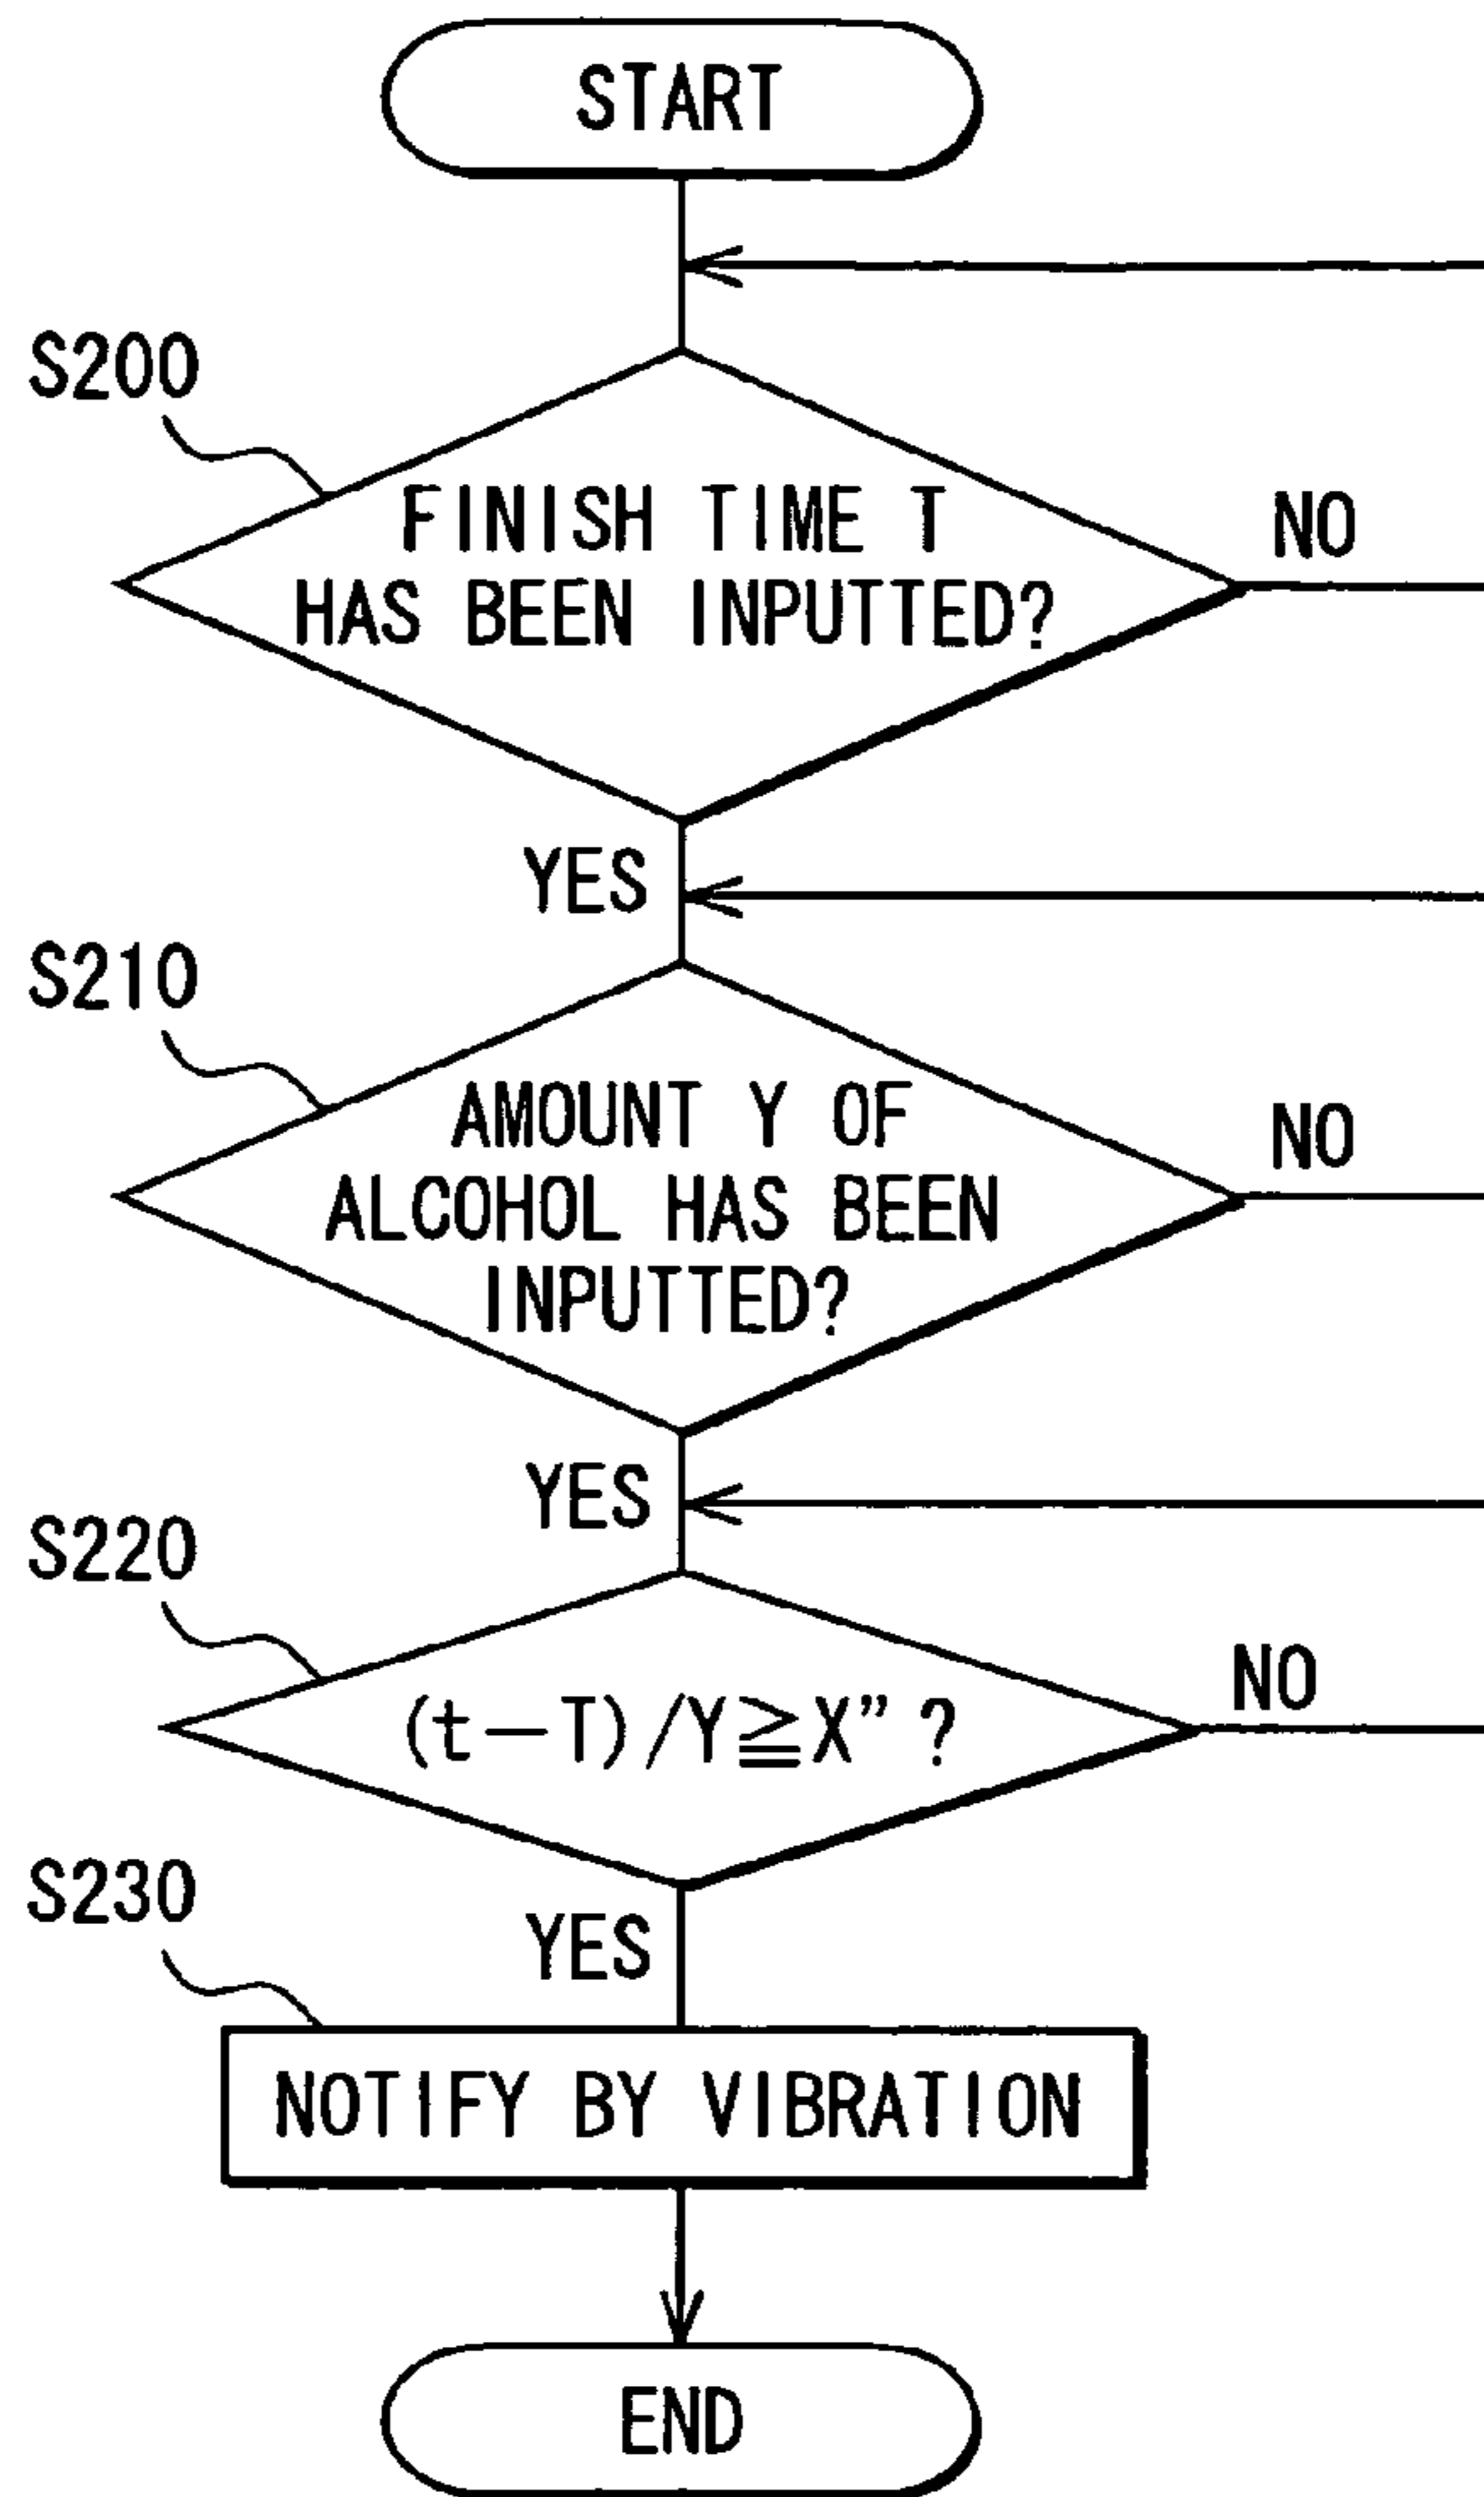 START
S200
FINISH TIME T
HAS BEEN INPUTTED?
NO
YES
S210
AMOUNT Y OF
ALCOHOL HAS BEEN
INPUTTED?
NO
YES
S220
(t-T)/Y≧X" ?
NO
S230
YES
NOTIFY BY VIBRATION
END